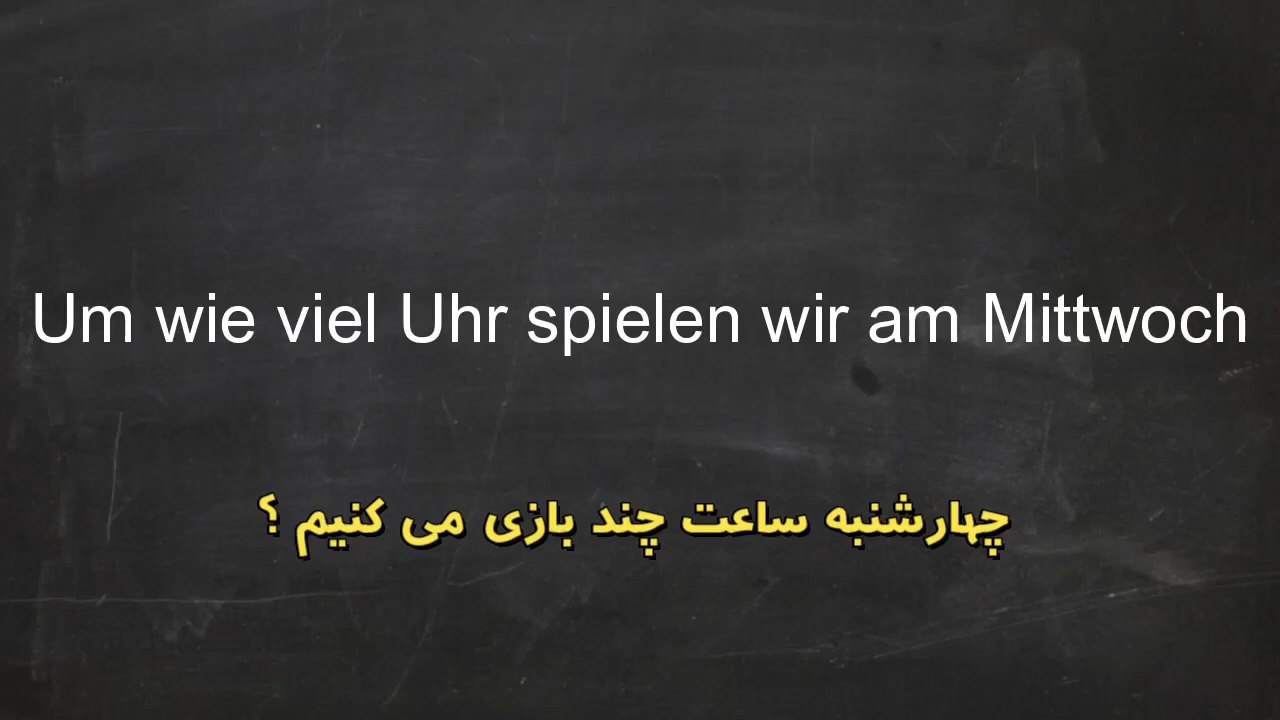 Um wie viel Uhr spielen wir am Mittwoch
چهارشنبه ساعت چند بازی می کنیم ؟